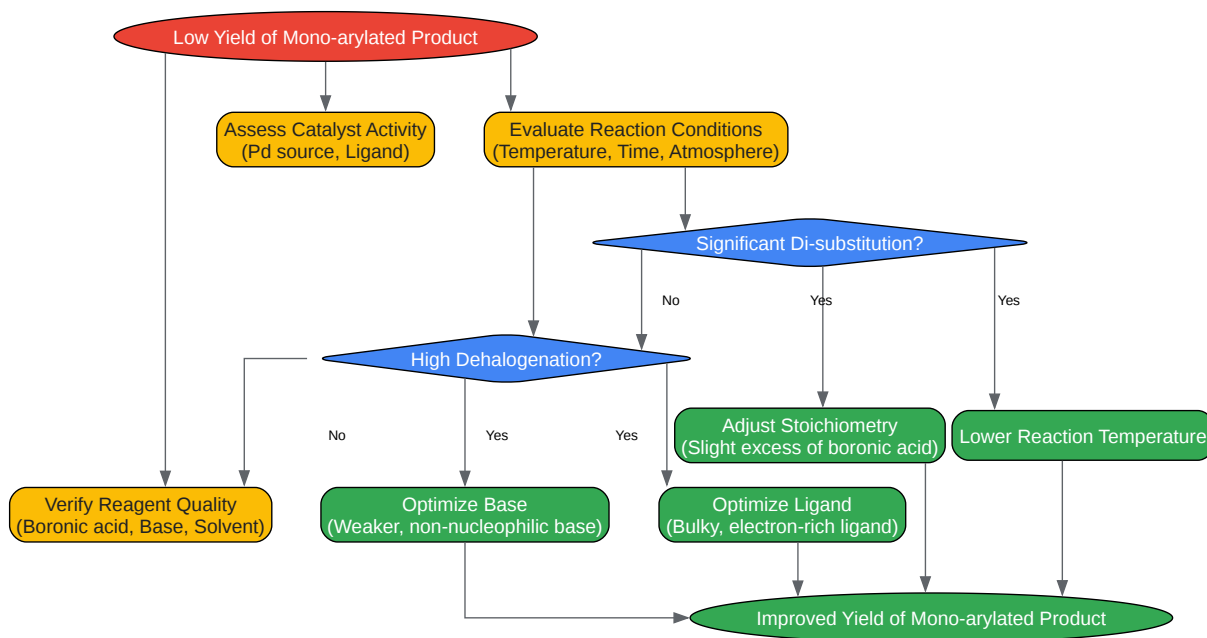 Low Yield of Mono-arylated Product
Assess Catalyst Activity
(Pd source, Ligand)
Evaluate Reaction Conditions
(Temperature, Time, Atmosphere)
Significant Di-substitution?
No
Yes
Yes
High Dehalogenation?
Adjust Stoichiometry
(Slight excess of boronic acid)
Lower Reaction Temperature
No
Yes
Yes
Verify Reagent Quality
(Boronic acid, Base, Solvent)
Optimize Base
(Weaker, non-nucleophilic base)
Optimize Ligand
(Bulky, electron-rich ligand)
Improved Yield of Mono-arylated Product